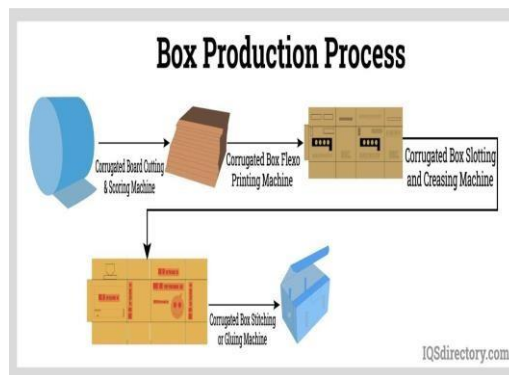 Box Production Process
Corrugated Board Cutting
& Scoring Machine
Corrugated Box Flexo
Printing Machine
Corrugated Box Slotting
and Creasing Machine
Corrugated Box Stitching
or Gluing Machine
IQSdirectory.com